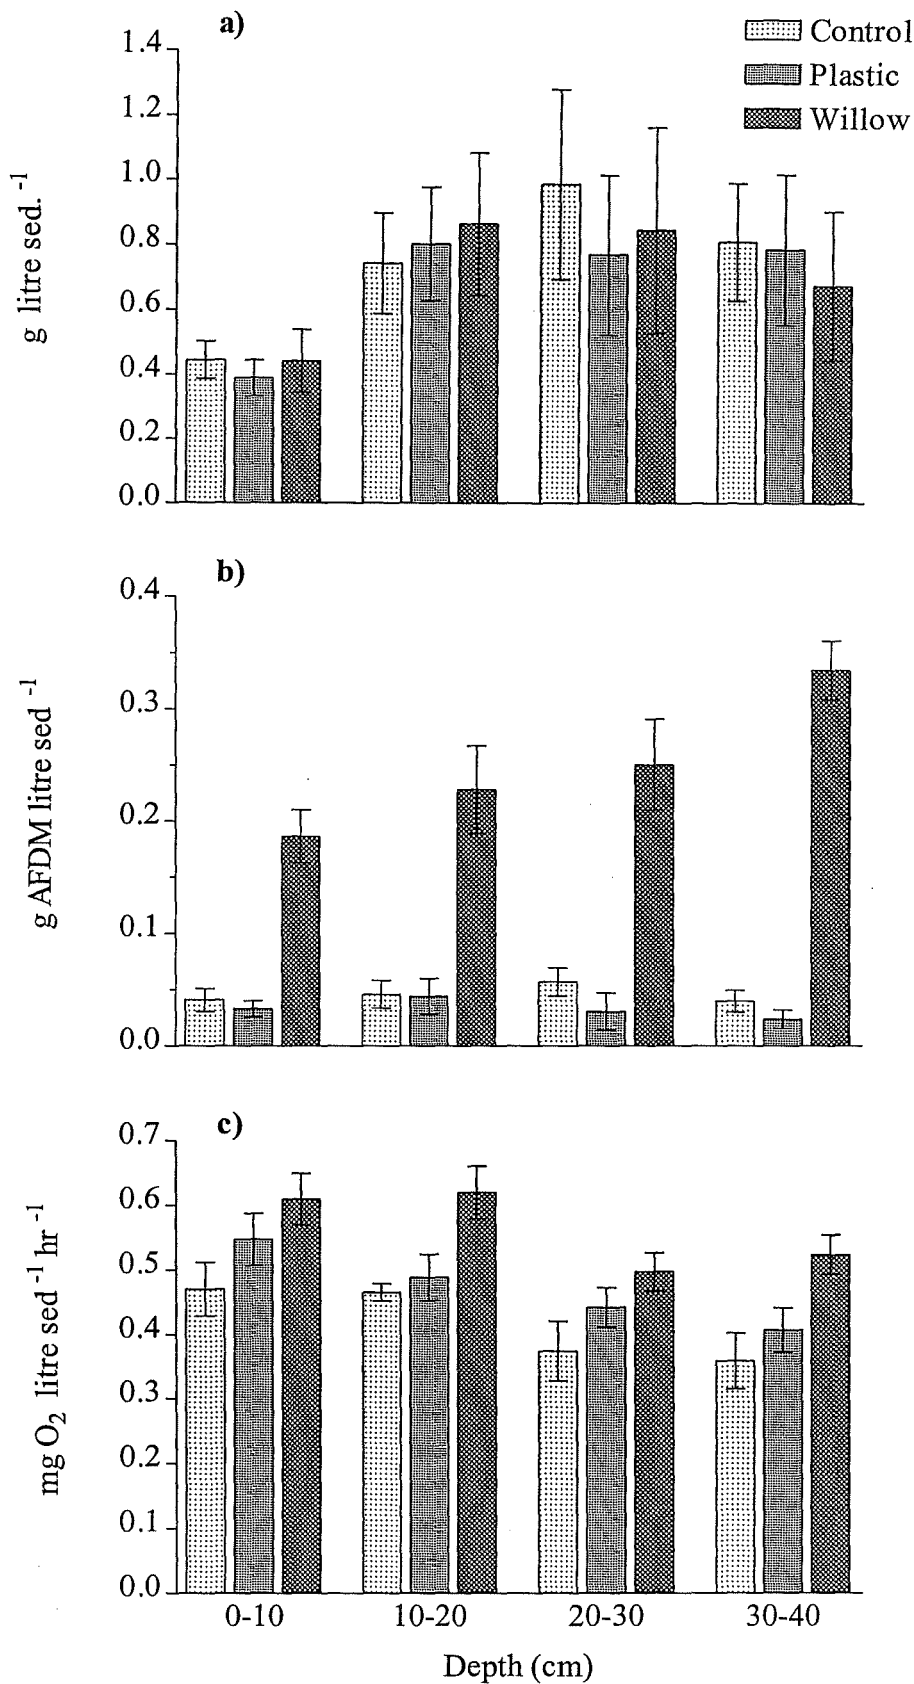 a)
Control
Plastic
Willow
1.4
1.2
1.0
0.8
0.6
0.4
0.2
0.0
g litre sed. -1
b)
0.4
0.3
0.2
0.1
0.0
g AFDM litre sed -1
c)
0.7
0.6
0.5
0.4
0.3
0.2
0.1
0.0
mg O2 litre sed -1 hr -1
0-10 10-20 20-30 30-40
Depth (cm)